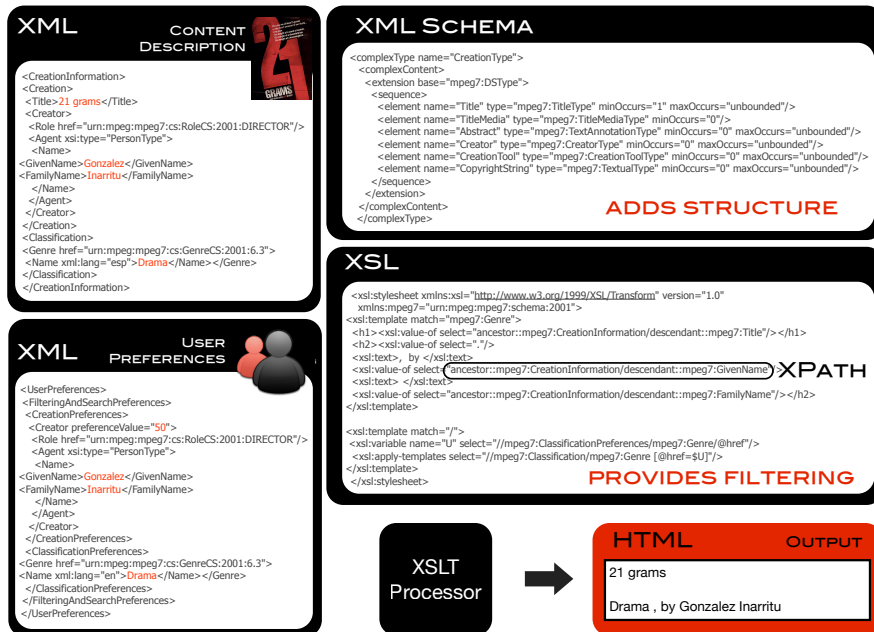 XML
CONTENT
DESCRIPTION
21
GRAMS
<CreationInformation>
<Creation>
<Title>21 grams</Title>
<Creator>
<Role href="urn:mpeg:mpeg7:cs:RoleCS:2001:DIRECTOR"/>
<Agent xsi:type="PersonType">
<Name>
<GivenName>Gonzalez</GivenName>
<FamilyName>Inarritu</FamilyName>
</Name>
</Agent>
</Creator>
</Creation>
<Classification>
<Genre href="urn:mpeg:mpeg7:cs:GenreCS:2001:6.3">
<Name xml:lang="esp">Drama</Name></Genre>
</Classification>
</CreationInformation>
XML
USER
PREFERENCES
<UserPreferences>
<FilteringAndSearchPreferences>
<CreationPreferences>
<Creator preferenceValue="50">
<Role href="urn:mpeg:mpeg7:cs:RoleCS:2001:DIRECTOR"/>
<Agent xsi:type="PersonType">
<Name>
<GivenName>Gonzalez</GivenName>
<FamilyName>Inarritu</FamilyName>
</Name>
</Agent>
</Creator>
</CreationPreferences>
<ClassificationPreferences>
<Genre href="urn:mpeg:mpeg7:cs:GenreCS:2001:6.3">
<Name xml:lang="en">Drama</Name></Genre>
</ClassificationPreferences>
</FilteringAndSearchPreferences>
</UserPreferences>
XML SCHEMA
<complexType name="CreationType">
<complexContent>
<extension base="mpeg7:DSType">
<sequence>
<element name="Title" type="mpeg7:TitleType" minOccurs="1" maxOccurs="unbounded"/>
<element name="TitleMedia" type="mpeg7:TitleMediaType" minOccurs="0"/>
<element name="Abstract" type="mpeg7:TextAnnotationType" minOccurs="0" maxOccurs="unbounded"/>
<element name="Creator" type="mpeg7:CreatorType" minOccurs="0" maxOccurs="unbounded"/>
<element name="CreationTool" type="mpeg7:CreationToolType" minOccurs="0" maxOccurs="unbounded"/>
<element name="CopyrightString" type="mpeg7:TextualType" minOccurs="0" maxOccurs="unbounded"/>
</sequence>
</extension>
</complexContent>
</complexType>
ADDS STRUCTURE
XSL
<xsl:stylesheet xmlns:xsl="http://www.w3.org/1999/XSL/Transform" version="1.0"
xmlns:mpeg7="urn:mpeg:mpeg7:schema:2001">
<xsl:template match="mpeg7:Genre">
<h1><xsl:value-of select="ancestor::mpeg7:CreationInformation/descendant::mpeg7:Title"/></h1>
<h2><xsl:value-of select="."/>
<xsl:text>, by </xsl:text>
<xsl:value-of select="ancestor::mpeg7:CreationInformation/descendant::mpeg7:GivenName"/> XPATH
<xsl:text> </xsl:text>
<xsl:value-of select="ancestor::mpeg7:CreationInformation/descendant::mpeg7:FamilyName"/></h2>
</xsl:template>
<xsl:template match="/">
<xsl:variable name="U" select="//mpeg7:ClassificationPreferences/mpeg7:Genre/@href"/>
<xsl:apply-templates select="//mpeg7:Classification/mpeg7:Genre [@href=$U]"/>
</xsl:template>
</xsl:stylesheet>
PROVIDES FILTERING
XSLT
Processor
HTML
OUTPUT
21 grams
Drama , by Gonzalez Inarritu